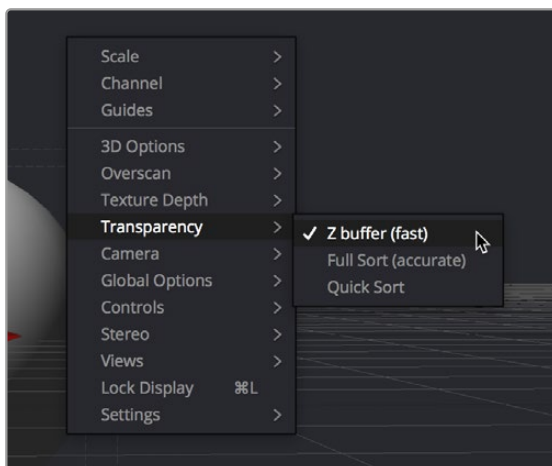 Scale
Channel
Guides
3D Options
Overscan
Texture Depth
Transparency
Camera
Global Options
Controls
Stereo
Views
Lock Display ⌘L
Settings
✓ Z buffer (fast)
Full Sort (accurate)
Quick Sort